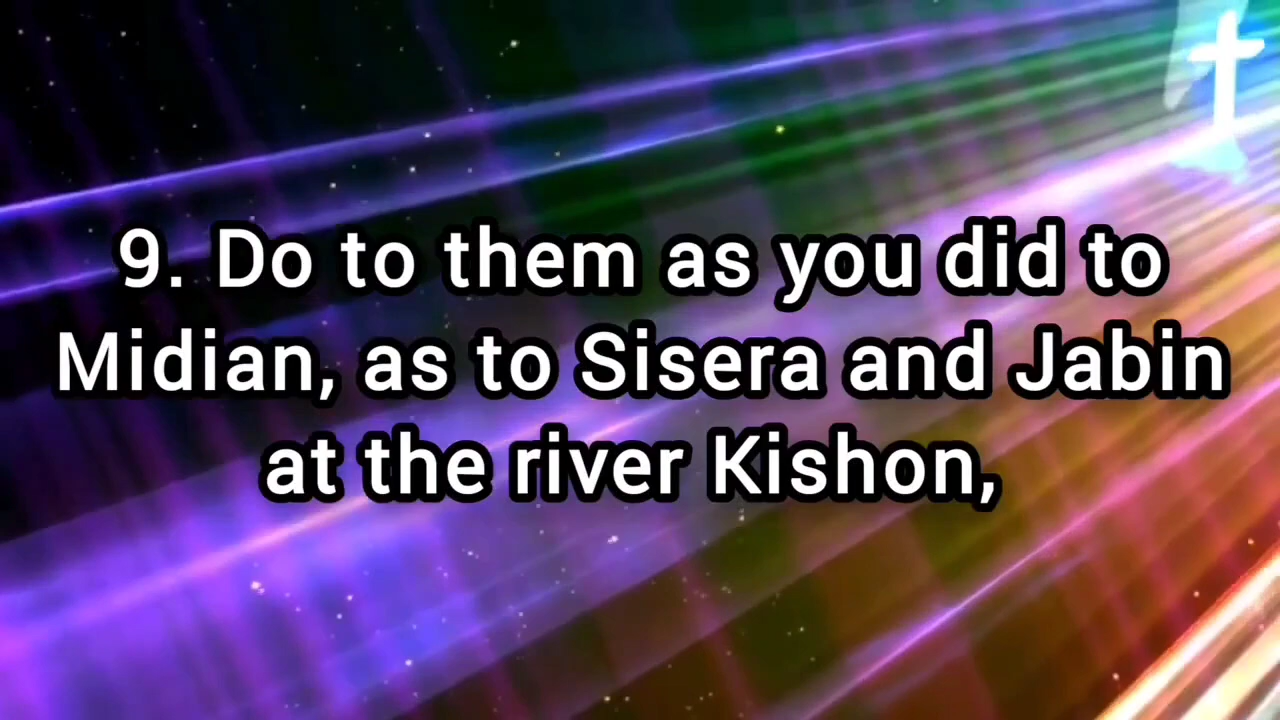 9. Do to them as you did to
Midian, as to Sisera and Jabin
at the river Kishon,